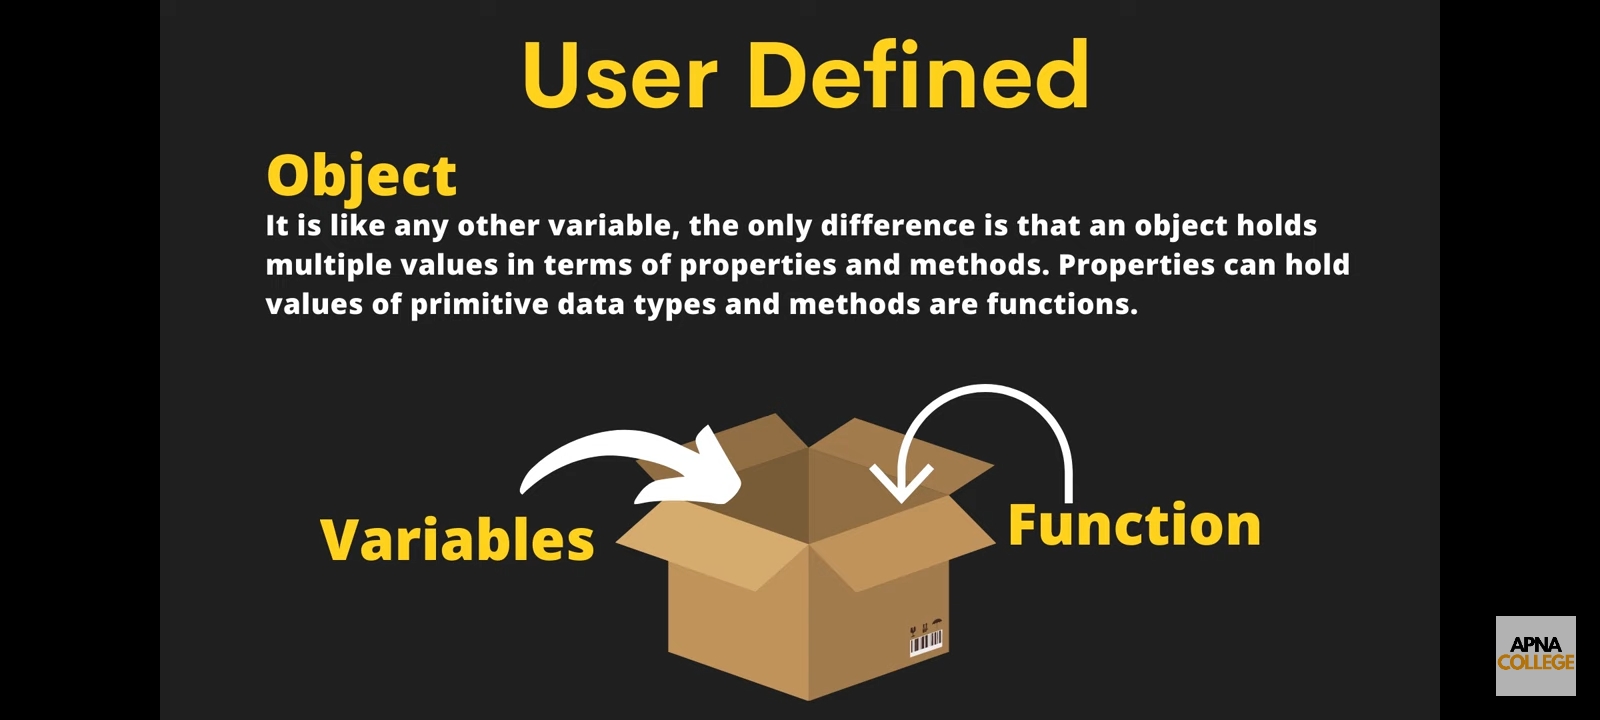 User Defined
Object
It is like any other variable, the only difference is that an object holds
multiple values in terms of properties and methods. Properties can hold
values of primitive data types and methods are functions.
Variables
Function
APNA
COLLEGE